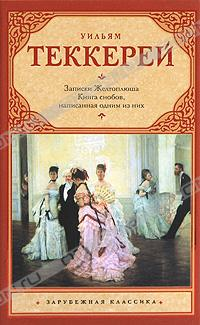 УИЛЬЯМ
ТЕККЕРЕЙ
Записки Желтоплюша
Книга снобов,
написанная одним из них
ЗАРУБЕЖНАЯ КЛАССИКА